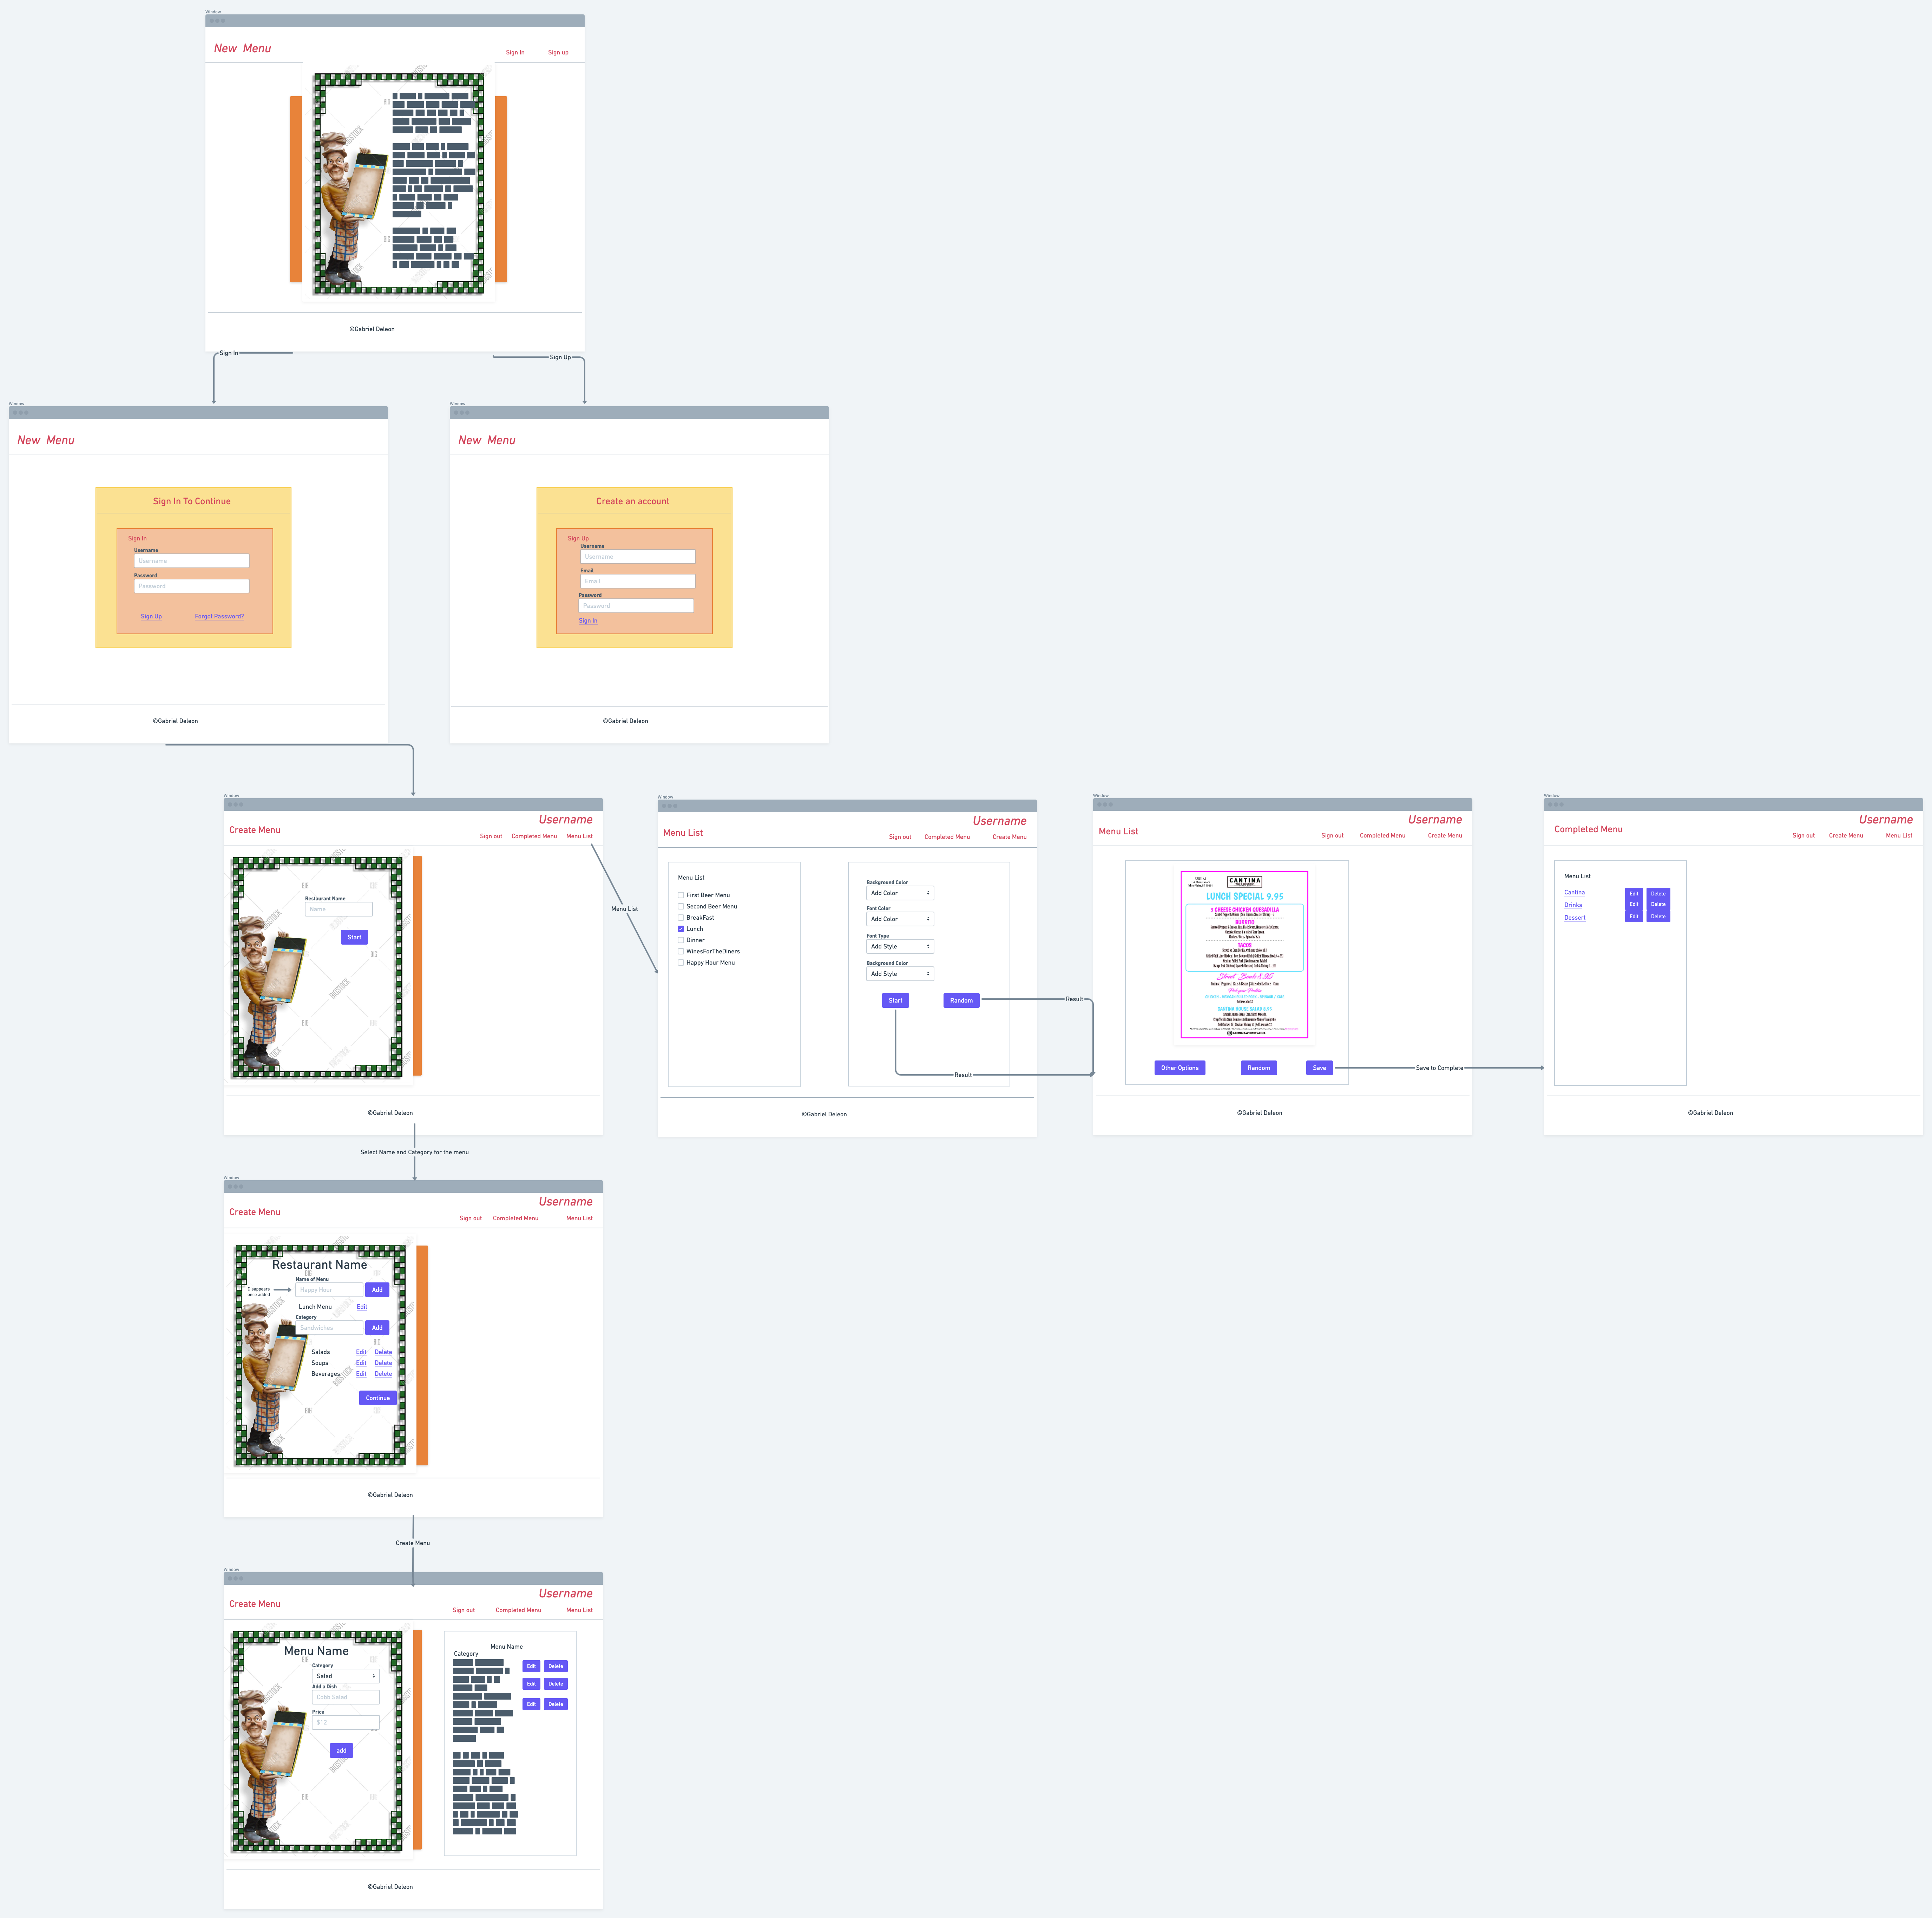 Window
New Menu
Sign In Sign up
©Gabriel Deleon
Sign In
Sign Up
Window
New Menu
Sign In To Continue
Sign In
Username
Username
Password
Password
Sign Up Forgot Password?
©Gabriel Deleon
Window
New Menu
Create an account
Sign Up
Username
Username
Email
Email
Password
Password
Sign In
©Gabriel Deleon
Window
Username
Create Menu
Sign out Completed Menu Menu List
Restaurant Name
Name
Start
©Gabriel Deleon
Menu List
Window
Username
Menu List
Sign out Completed Menu Create Menu
Menu List
First Beer Menu
Second Beer Menu
BreakFast
Lunch
Dinner
WinesForTheDiners
Happy Hour Menu
Background Color
Add Color
Font Color
Add Color
Font Type
Add Style
Background Color
Add Style
Start Random
©Gabriel Deleon
Result
Result
Window
Username
Menu List
Sign out Completed Menu Create Menu
CANTINA
CANTINA
LUNCH SPECIAL 9.95
3 CHEESE CHICKEN QUESADILLA
BURRITO
TACOS
Street Bowls 8.95
CANTINA HOUSE SALAD 8.95
Other Options Random Save
©Gabriel Deleon
Save to Complete
Window
Username
Completed Menu
Sign out Create Menu Menu List
Menu List
Cantina Edit Delete
Drinks Edit Delete
Dessert Edit Delete
©Gabriel Deleon
Select Name and Category for the menu
Window
Username
Create Menu
Sign out Completed Menu Menu List
Restaurant Name
Name of Menu
Disappears
once added
Happy Hour Add
Lunch Menu Edit
Category
Sandwiches Add
Salads Edit Delete
Soups Edit Delete
Beverages Edit Delete
Continue
©Gabriel Deleon
Create Menu
Window
Username
Create Menu
Sign out Completed Menu Menu List
Menu Name
Category
Salad
Add a Dish
Cobb Salad
Price
$12
add
Menu Name
Category
Edit Delete
Edit Delete
Edit Delete
©Gabriel Deleon